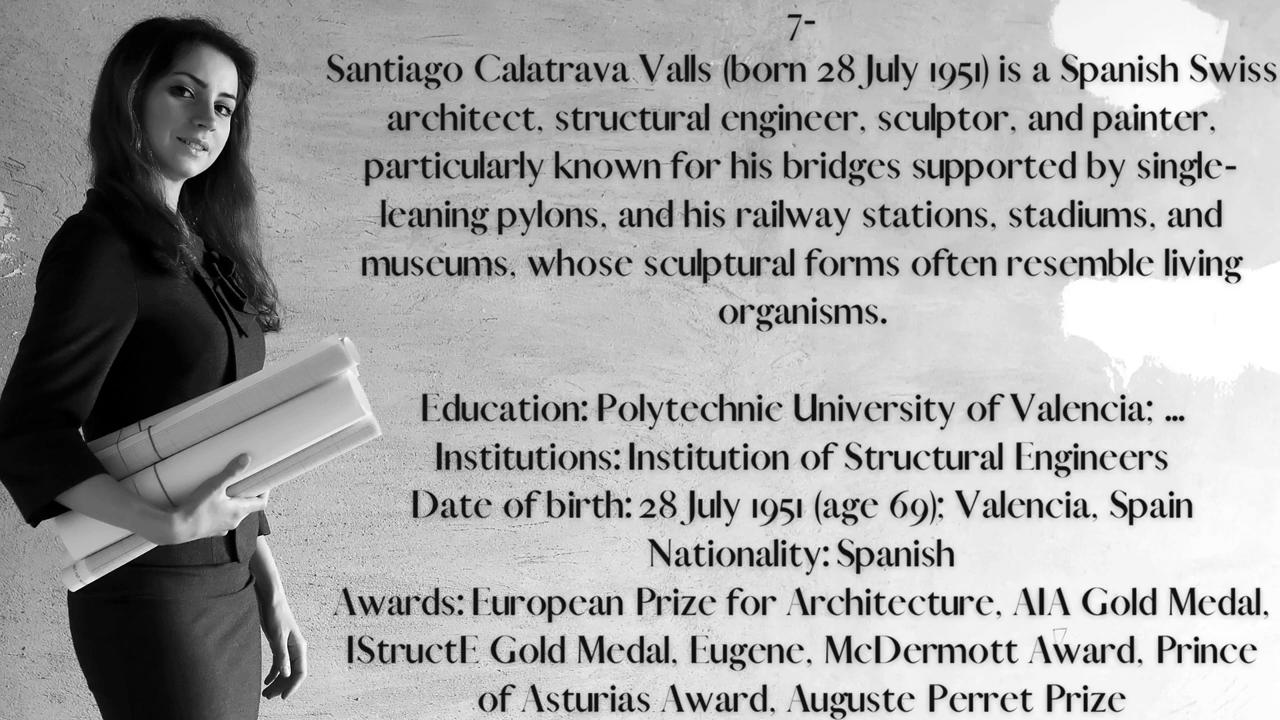 7-
Santiago Calatrava Valls (born 28 July 1951) is a Spanish Swiss
architect, structural engineer, sculptor, and painter,
particularly known for his bridges supported by single-
leaning pylons, and his railway stations, stadiums, and
museums, whose sculptural forms often resemble living
organisms.
Education: Polytechnic University of Valencia; ...
Institutions: Institution of Structural Engineers
Date of birth: 28 July 1951 (age 69); Valencia, Spain
Nationality: Spanish
Awards: European Prize for Architecture, AIA Gold Medal,
IStructE Gold Medal, Eugene, McDermott Award, Prince
of Asturias Award, Auguste Perret Prize